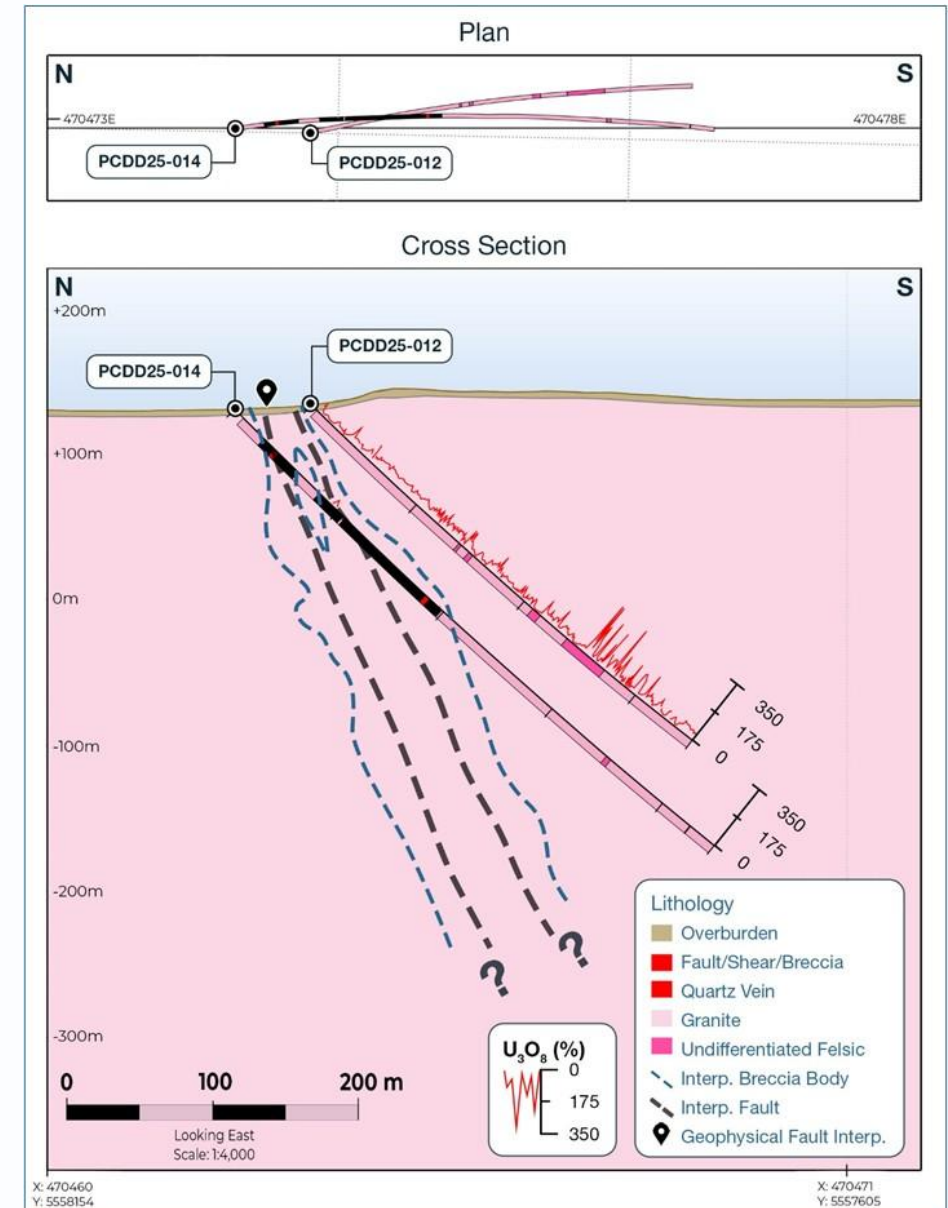 Plan
N
S
470473E
470478E
PCDD25-014
PCDD25-012
Cross Section
N
S
+200m
PCDD25-012
PCDD25-014
+100m
0m
-100m
-200m
-300m
350
175
0
350
175
0
?
?
Lithology
Overburden
Fault/Shear/Breccia
Quartz Vein
Granite
Undifferentiated Felsic
Interp. Breccia Body
Interp. Fault
Geophysical Fault Interp.
U₃O₈ (%)
0
175
350
0 100 200 m
Looking East
Scale: 1:4,000
X: 470460
Y: 5558154
X: 470471
Y: 5557605